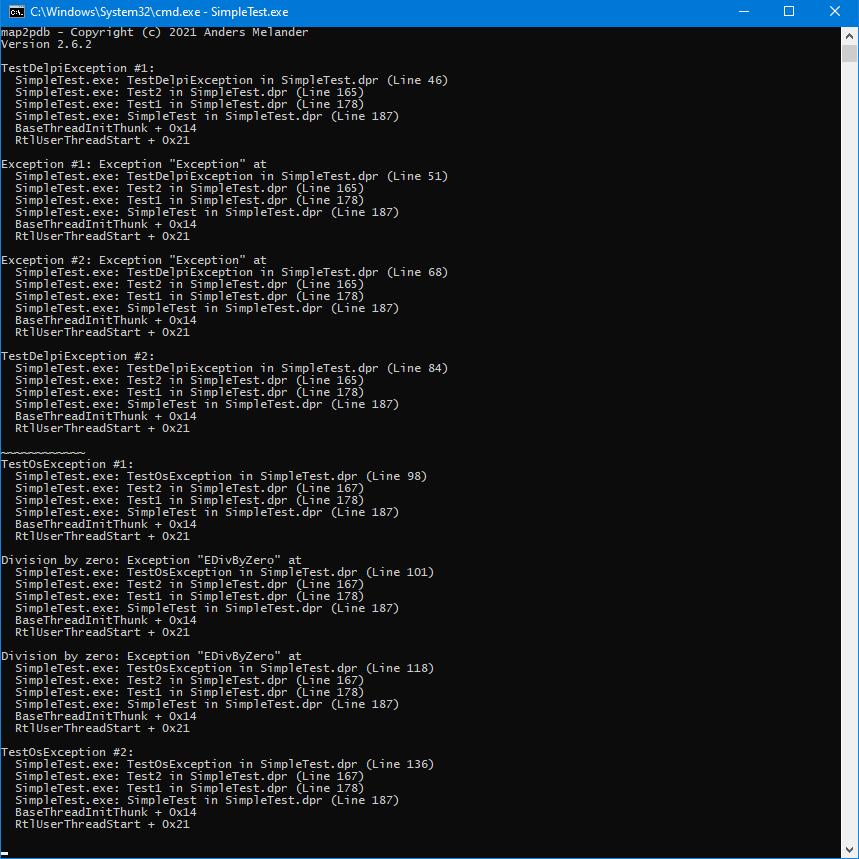 C:\Windows\System32\cmd.exe - SimpleTest.exe
map2pdb - Copyright (c) 2021 Anders Melander
Version 2.6.2
TestDelpiException #1:
SimpleTest.exe: TestDelpiException in SimpleTest.dpr (Line 46)
SimpleTest.exe: Test2 in SimpleTest.dpr (Line 165)
SimpleTest.exe: Test1 in SimpleTest.dpr (Line 178)
SimpleTest.exe: SimpleTest in SimpleTest.dpr (Line 187)
BaseThreadInitThunk + 0x14
RtlUserThreadStart + 0x21
Exception #1: Exception "Exception" at
SimpleTest.exe: TestDelpiException in SimpleTest.dpr (Line 51)
SimpleTest.exe: Test2 in SimpleTest.dpr (Line 165)
SimpleTest.exe: Test1 in SimpleTest.dpr (Line 178)
SimpleTest.exe: SimpleTest in SimpleTest.dpr (Line 187)
BaseThreadInitThunk + 0x14
RtlUserThreadStart + 0x21
Exception #2: Exception "Exception" at
SimpleTest.exe: TestDelpiException in SimpleTest.dpr (Line 68)
SimpleTest.exe: Test2 in SimpleTest.dpr (Line 165)
SimpleTest.exe: Test1 in SimpleTest.dpr (Line 178)
SimpleTest.exe: SimpleTest in SimpleTest.dpr (Line 187)
BaseThreadInitThunk + 0x14
RtlUserThreadStart + 0x21
TestDelpiException #2:
SimpleTest.exe: TestDelpiException in SimpleTest.dpr (Line 84)
SimpleTest.exe: Test2 in SimpleTest.dpr (Line 165)
SimpleTest.exe: Test1 in SimpleTest.dpr (Line 178)
SimpleTest.exe: SimpleTest in SimpleTest.dpr (Line 187)
BaseThreadInitThunk + 0x14
RtlUserThreadStart + 0x21
~~~~~~~~~~~~
TestOsException #1:
SimpleTest.exe: TestOsException in SimpleTest.dpr (Line 98)
SimpleTest.exe: Test2 in SimpleTest.dpr (Line 167)
SimpleTest.exe: Test1 in SimpleTest.dpr (Line 178)
SimpleTest.exe: SimpleTest in SimpleTest.dpr (Line 187)
BaseThreadInitThunk + 0x14
RtlUserThreadStart + 0x21
Division by zero: Exception "EDivByZero" at
SimpleTest.exe: TestOsException in SimpleTest.dpr (Line 101)
SimpleTest.exe: Test2 in SimpleTest.dpr (Line 167)
SimpleTest.exe: Test1 in SimpleTest.dpr (Line 178)
SimpleTest.exe: SimpleTest in SimpleTest.dpr (Line 187)
BaseThreadInitThunk + 0x14
RtlUserThreadStart + 0x21
Division by zero: Exception "EDivByZero" at
SimpleTest.exe: TestOsException in SimpleTest.dpr (Line 118)
SimpleTest.exe: Test2 in SimpleTest.dpr (Line 167)
SimpleTest.exe: Test1 in SimpleTest.dpr (Line 178)
SimpleTest.exe: SimpleTest in SimpleTest.dpr (Line 187)
BaseThreadInitThunk + 0x14
RtlUserThreadStart + 0x21
TestOsException #2:
SimpleTest.exe: TestOsException in SimpleTest.dpr (Line 136)
SimpleTest.exe: Test2 in SimpleTest.dpr (Line 167)
SimpleTest.exe: Test1 in SimpleTest.dpr (Line 178)
SimpleTest.exe: SimpleTest in SimpleTest.dpr (Line 187)
BaseThreadInitThunk + 0x14
RtlUserThreadStart + 0x21